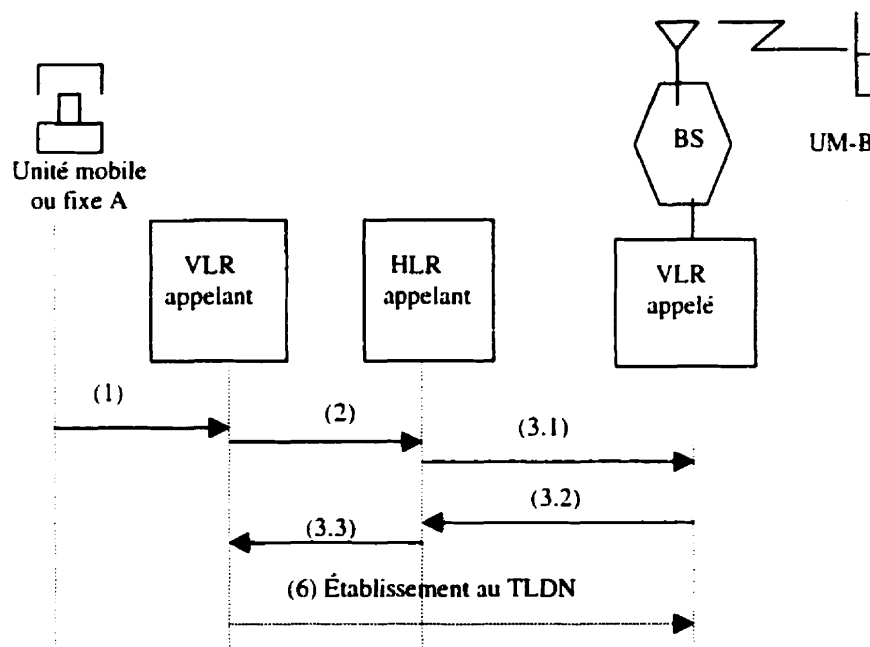 BS
UM-B
Unité mobile
ou fixe A
VLR
appelant
HLR
appelant
VLR
appelé
(1)
(2)
(3.1)
(3.2)
(3.3)
(6) Établissement au TLDN